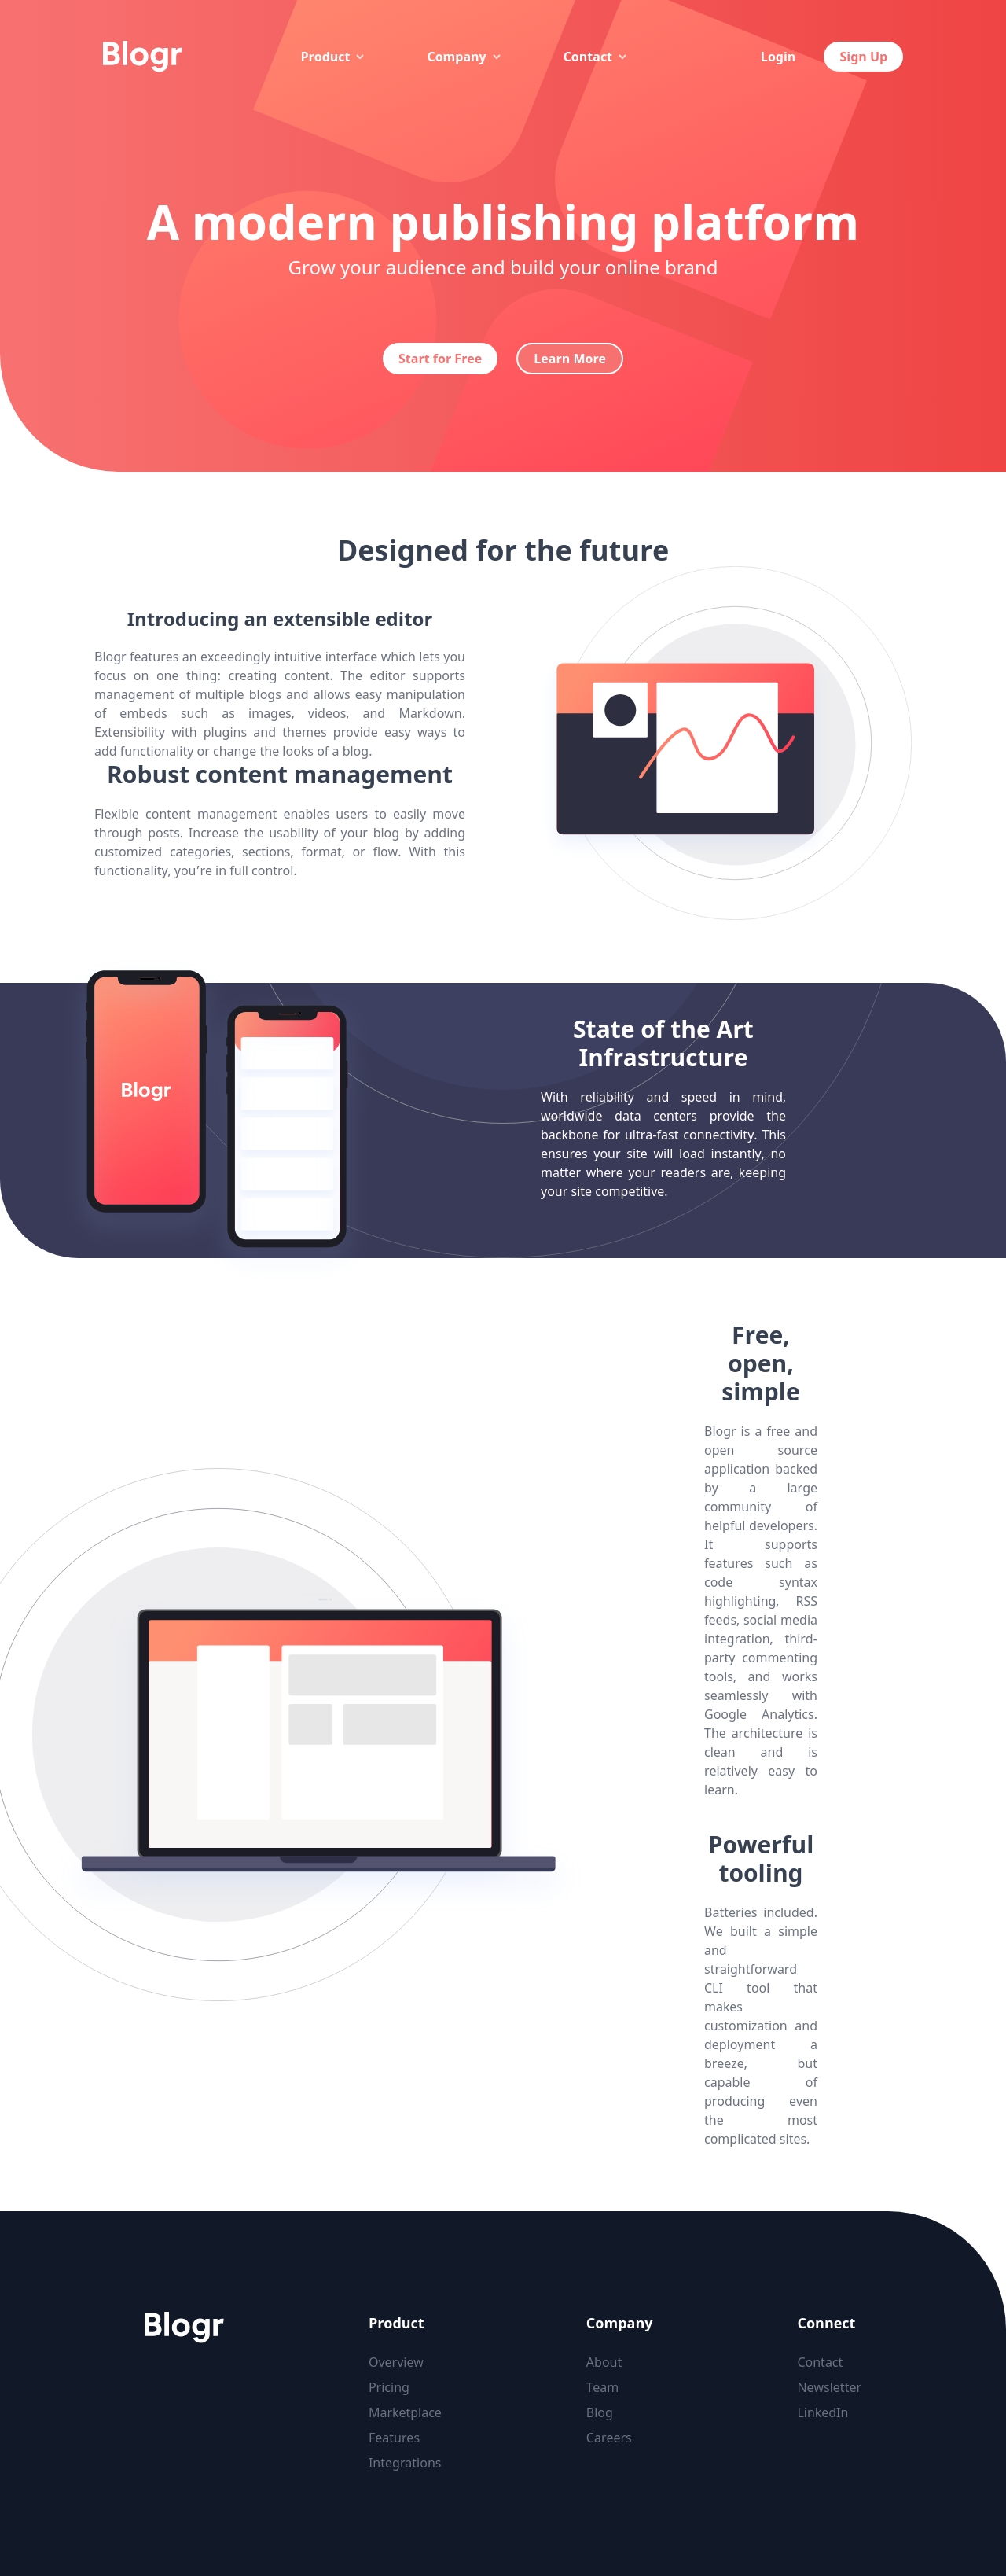 Blogr
Product
Company
Contact
Login
Sign Up
A modern publishing platform
Grow your audience and build your online brand
Start for Free
Learn More
Designed for the future
Introducing an extensible editor
Blogr features an exceedingly intuitive interface which lets you
focus on one thing: creating content. The editor supports
management of multiple blogs and allows easy manipulation
of embeds such as images, videos, and Markdown.
Extensibility with plugins and themes provide easy ways to
add functionality or change the looks of a blog.
Robust content management
Flexible content management enables users to easily move
through posts. Increase the usability of your blog by adding
customized categories, sections, format, or flow. With this
functionality, you’re in full control.
Blogr
State of the Art
Infrastructure
With reliability and speed in mind,
worldwide data centers provide the
backbone for ultra-fast connectivity. This
ensures your site will load instantly, no
matter where your readers are, keeping
your site competitive.
Free,
open,
simple
Blogr is a free and
open source
application backed
by a large
community of
helpful developers.
It supports
features such as
code syntax
highlighting, RSS
feeds, social media
integration, third-
party commenting
tools, and works
seamlessly with
Google Analytics.
The architecture is
clean and is
relatively easy to
learn.
Powerful
tooling
Batteries included.
We built a simple
and
straightforward
CLI tool that
makes
customization and
deployment a
breeze, but
capable of
producing even
the most
complicated sites.
Blogr
Product
Overview
Pricing
Marketplace
Features
Integrations
Company
About
Team
Blog
Careers
Connect
Contact
Newsletter
LinkedIn